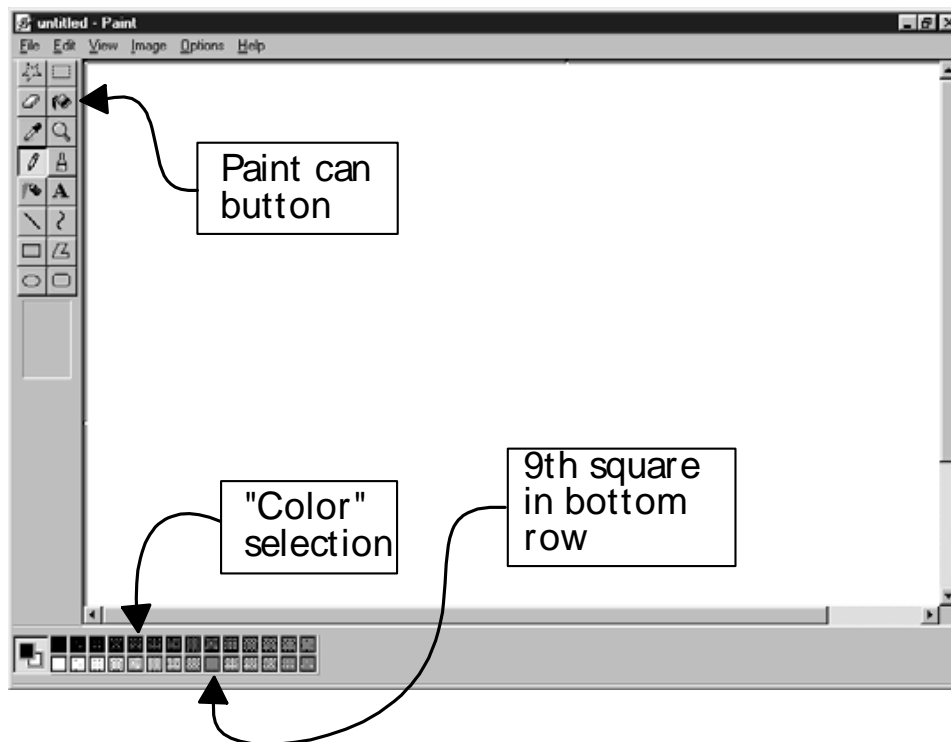 untitled - Paint
File Edit View Image Options Help
A
Paint can
button
9th square
in bottom
row
"Color"
selection